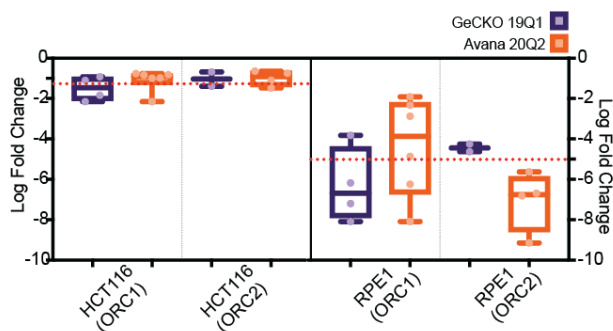 GeCKO 19Q1
Avana 20Q2
Log Fold Change
0
-2
-4
-6
-8
-10
0
-2
-4
-6
-8
-10
Log Fold Change
HCT116
(ORC1)
HCT116
(ORC2)
RPE1
(ORC1)
RPE1
(ORC2)